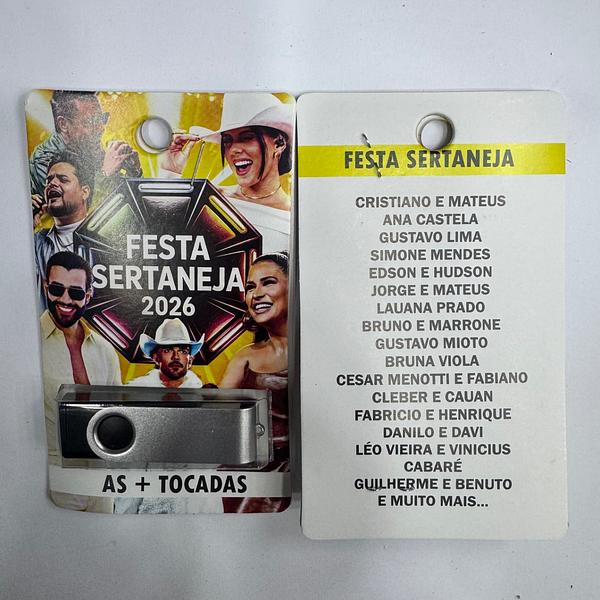 FESTA
SERTANEJA
2026
AS + TOCADAS
FESTA SERTANEJA
CRISTIANO E MATEUS
ANA CASTELA
GUSTAVO LIMA
SIMONE MENDES
EDSON E HUDSON
JORGE E MATEUS
LAUANA PRADO
BRUNO E MARRONE
GUSTAVO MIOTO
BRUNA VIOLA
CESAR MENOTTI E FABIANO
CLEBER E CAUAN
FABRICIO E HENRIQUE
DANILO E DAVI
LÉO VIEIRA E VINICIUS
CABARÉ
GUILHERME E BENUTO
E MUITO MAIS...